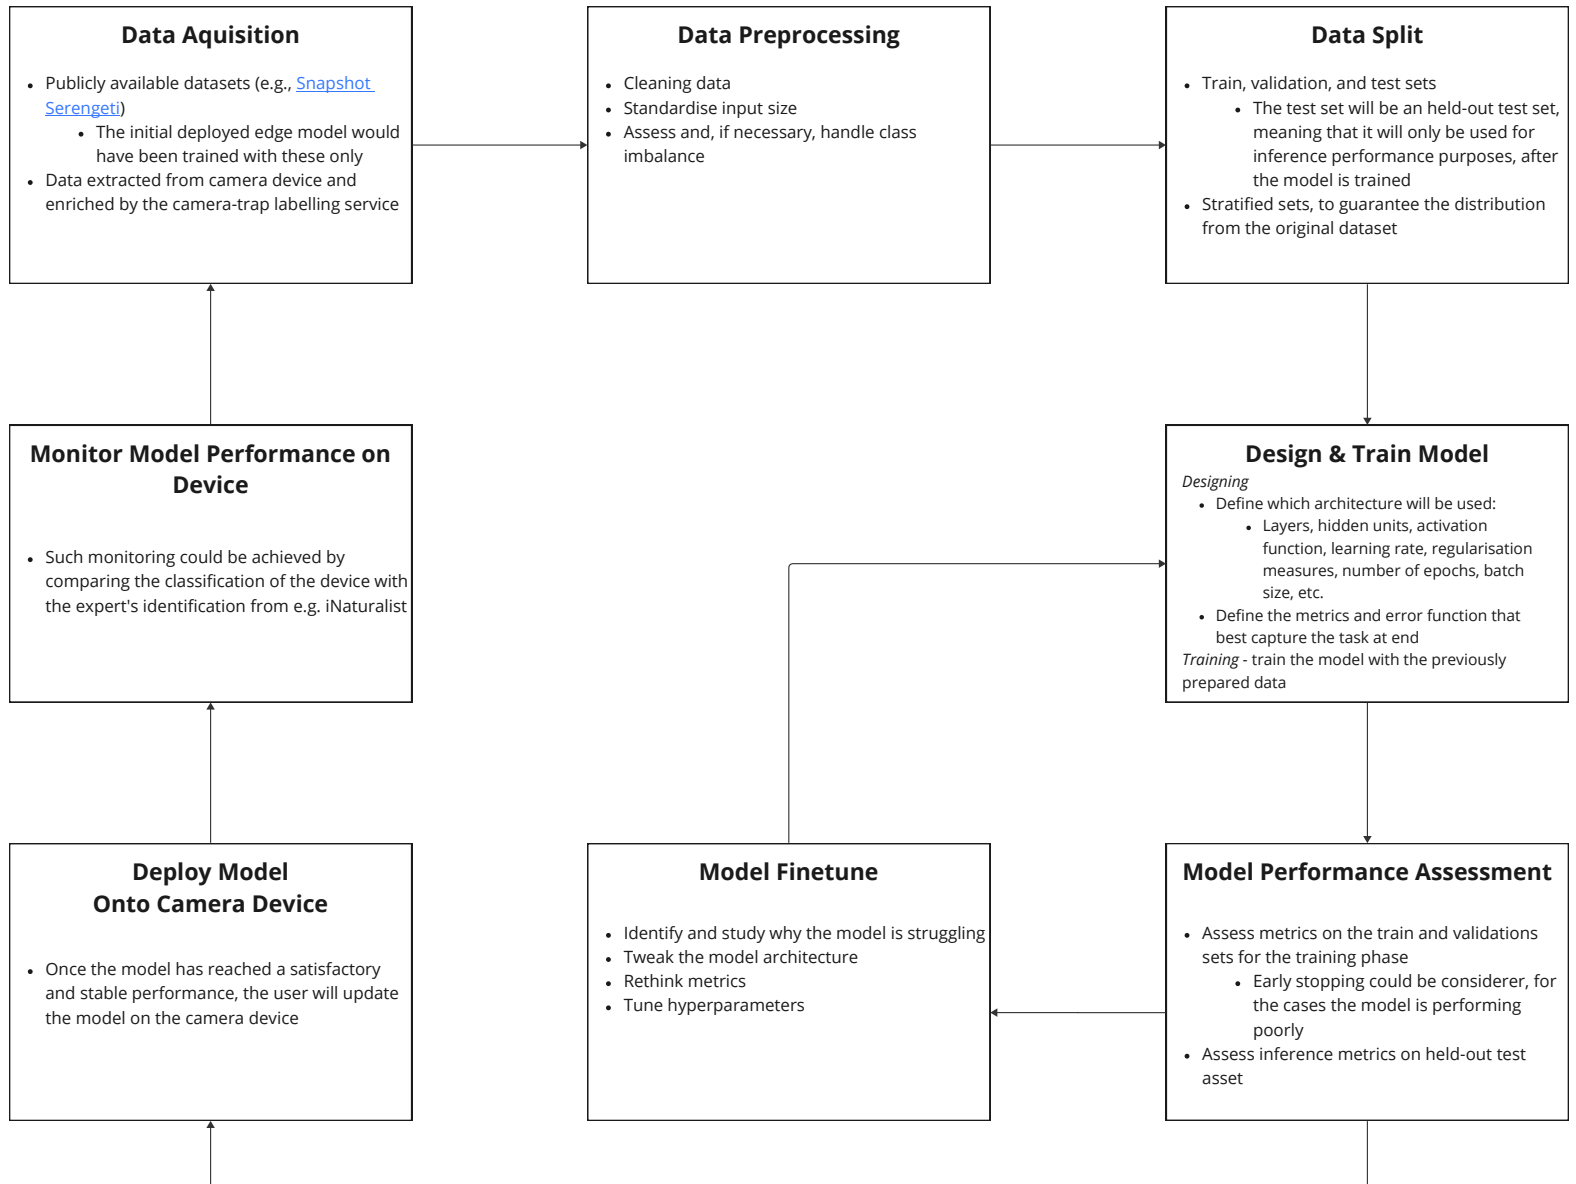 Data Aquisition
• Publicly available datasets (e.g., Snapshot
Serengeti)
• The initial deployed edge model would
have been trained with these only
• Data extracted from camera device and
enriched by the camera-trap labelling service
Data Preprocessing
• Cleaning data
• Standardise input size
• Assess and, if necessary, handle class
imbalance
Data Split
• Train, validation, and test sets
• The test set will be an held-out test set,
meaning that it will only be used for
inference performance purposes, after
the model is trained
• Stratified sets, to guarantee the distribution
from the original dataset
Monitor Model Performance on
Device
• Such monitoring could be achieved by
comparing the classification of the device with
the expert's identification from e.g. iNaturalist
Design & Train Model
Designing
• Define which architecture will be used:
• Layers, hidden units, activation
function, learning rate, regularisation
measures, number of epochs, batch
size, etc.
• Define the metrics and error function that
best capture the task at end
Training - train the model with the previously
prepared data
Deploy Model
Onto Camera Device
• Once the model has reached a satisfactory
and stable performance, the user will update
the model on the camera device
Model Finetune
• Identify and study why the model is struggling
• Tweak the model architecture
• Rethink metrics
• Tune hyperparameters
Model Performance Assessment
• Assess metrics on the train and validations
sets for the training phase
• Early stopping could be considerer, for
the cases the model is performing
poorly
• Assess inference metrics on held-out test
asset